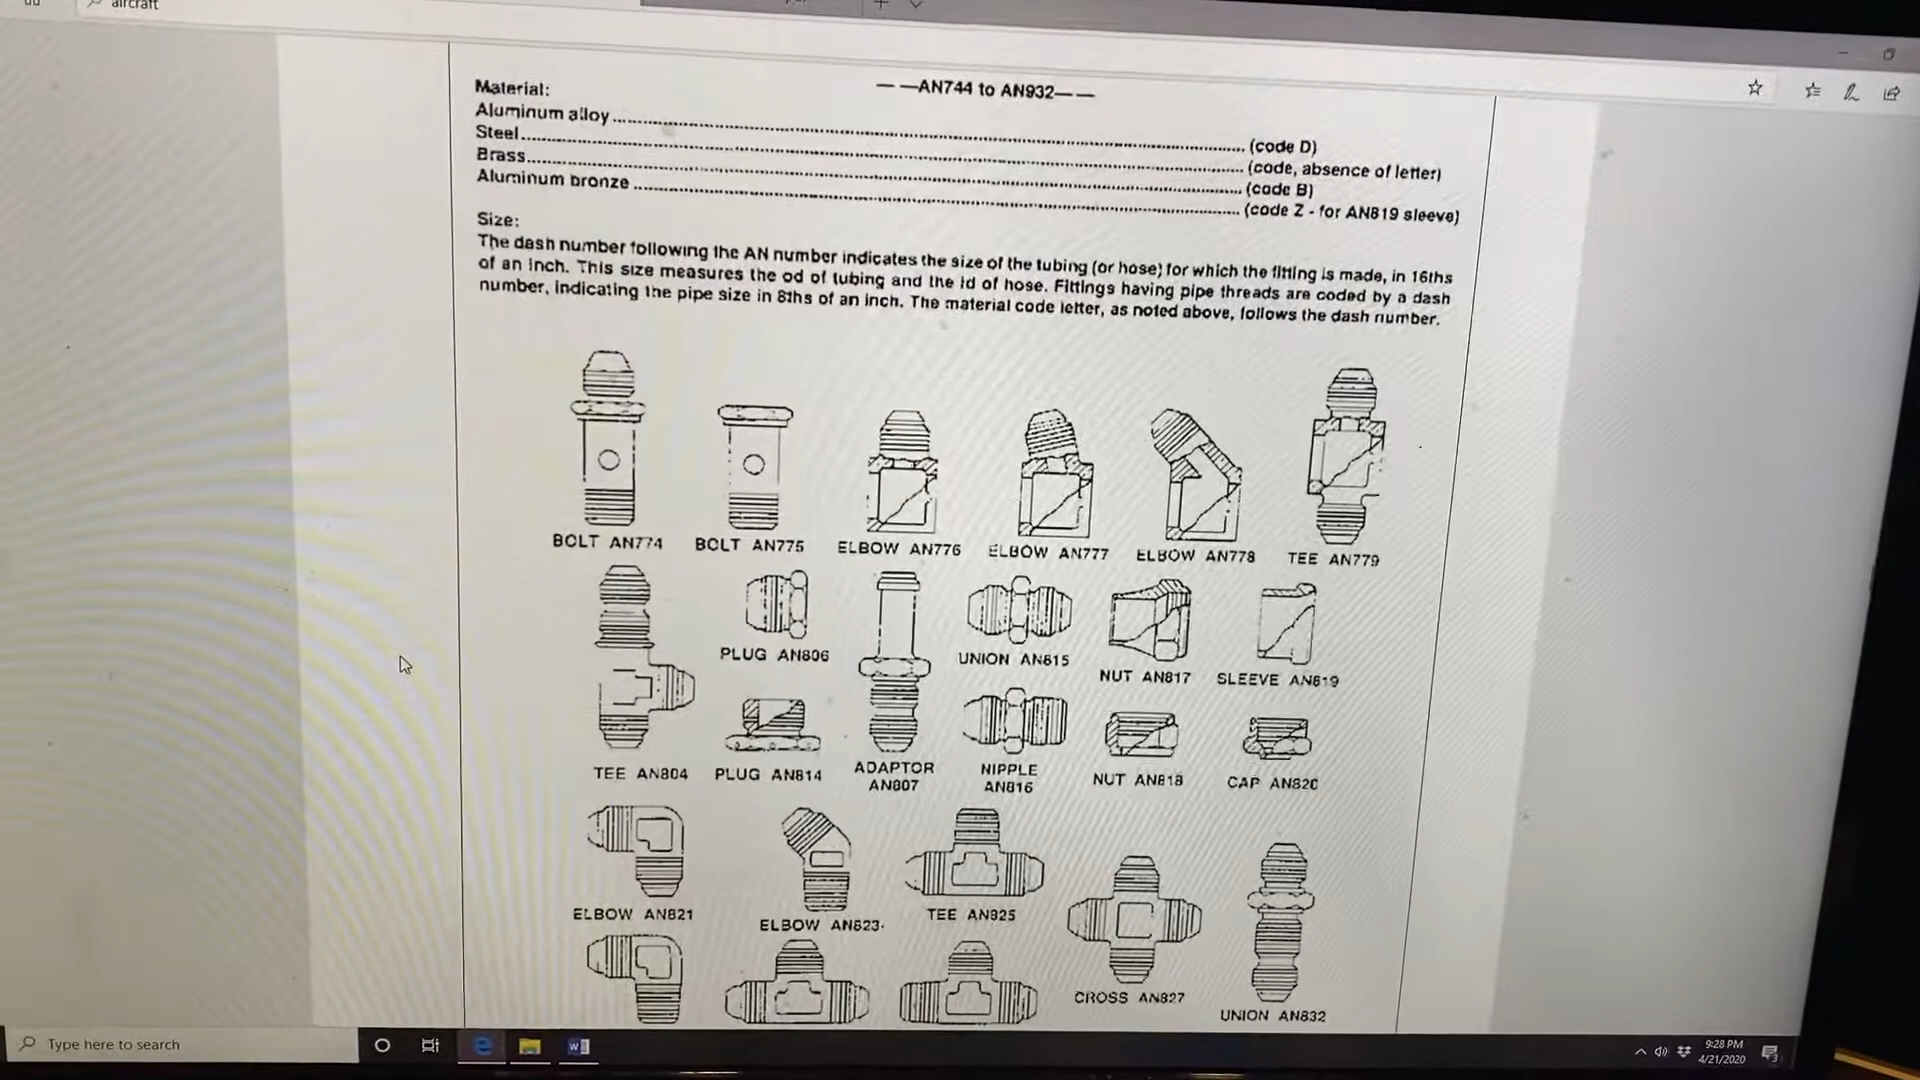 aircraft
— —AN744 to AN932— —
Material:
Aluminum alloy ........ (code D)
Steel ........ (code, absence of letter)
Brass ........ (code B)
Aluminum bronze ........ (code Z - for AN819 sleeve)
Size:
The dash number following the AN number indicates the size of the tubing (or hose) for which the fitting is made, in 16ths
of an inch. This size measures the od of tubing and the id of hose. Fittings having pipe threads are coded by a dash
number, indicating the pipe size in 8ths of an inch. The material code letter, as noted above, follows the dash number.
BOLT AN774
BOLT AN775
ELBOW AN776
ELBOW AN777
ELBOW AN778
TEE AN779
PLUG AN806
UNION AN815
NUT AN817
SLEEVE AN819
TEE AN804
PLUG AN814
ADAPTOR
AN807
NIPPLE
AN816
NUT AN818
CAP AN820
ELBOW AN821
ELBOW AN823
TEE AN825
CROSS AN827
UNION AN832
Type here to search
9:28 PM
4/21/2020